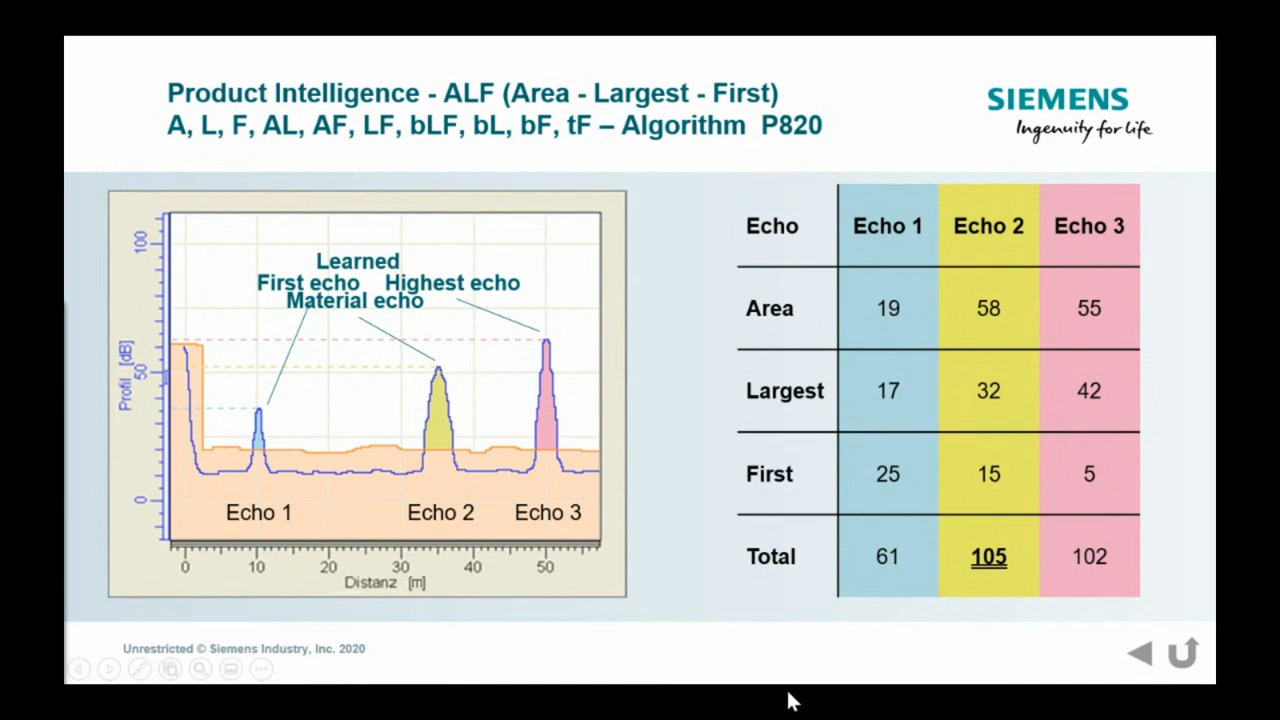 Product Intelligence - ALF (Area - Largest - First)
A, L, F, AL, AF, LF, bLF, bL, bF, tF – Algorithm P820
SIEMENS
Ingenuity for life
Learned
First echo Highest echo
Material echo
100
50
0
Profil [dB]
Echo 1 Echo 2 Echo 3
0 10 20 30 40 50
Distanz [m]
Echo Echo 1 Echo 2 Echo 3
Area 19 58 55
Largest 17 32 42
First 25 15 5
Total 61 105 102
Unrestricted © Siemens Industry, Inc. 2020